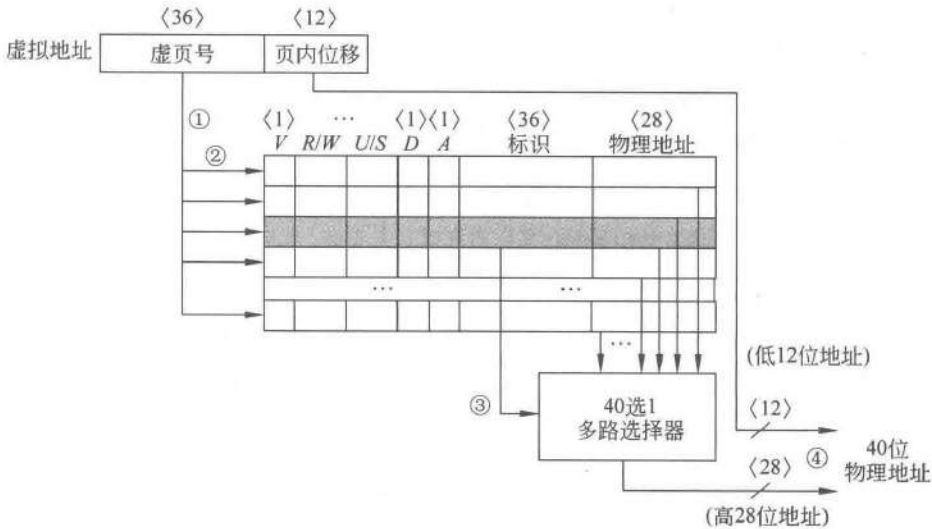 〈36〉 〈12〉
虚拟地址 虚页号 页内位移
① 〈1〉 … 〈1〉〈1〉 〈36〉 〈28〉
② V R/W U/S D A 标识 物理地址
… …
…
(低12位地址)
③ 40选1
多路选择器
〈12〉
④ 40位
物理地址
〈28〉
(高28位地址)